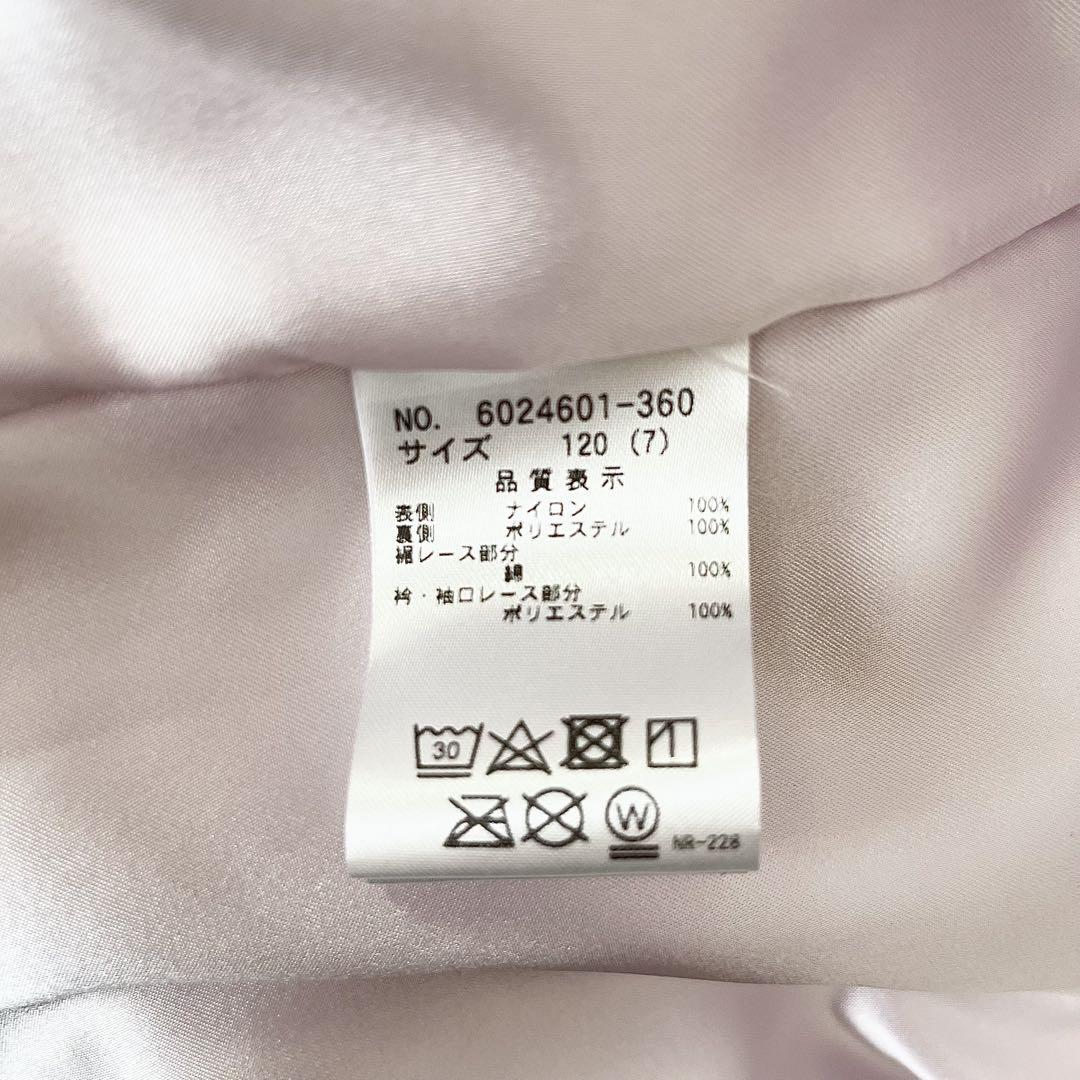 NO. 6024601-360
サイズ 120 (7)
品質表示
表側 ナイロン 100%
裏側 ポリエステル 100%
裾レース部分
綿 100%
衿・袖口レース部分
ポリエステル 100%
30
W NR-228